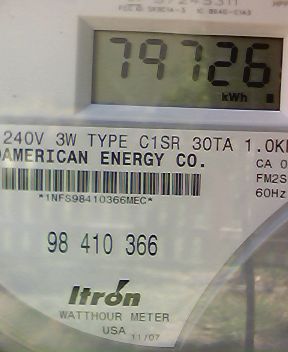 79726
kWh
240V 3W TYPE C1SR 30TA 1.0K
AMERICAN ENERGY CO.
CA 0
FM2S
60Hz
*1NFS98410366MEC*
98 410 366
Itron
WATTHOUR METER
USA 11/07